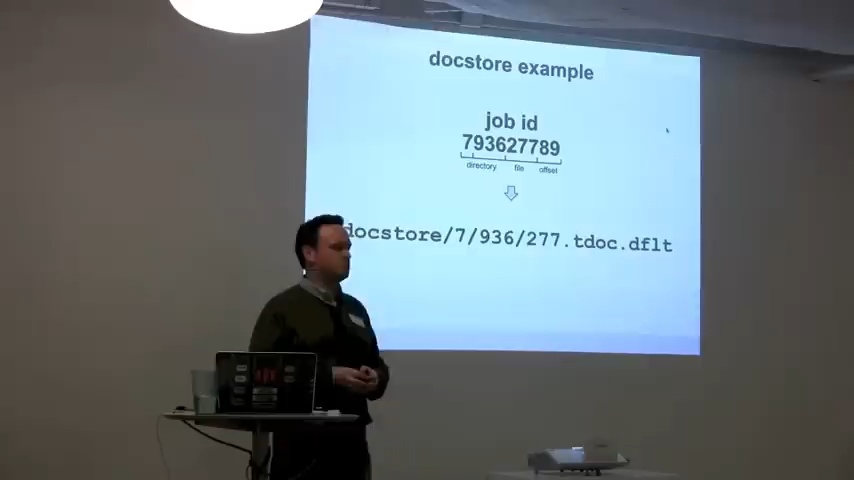 docstore example
job id
793627789
directory file offset
docstore/7/936/277.tdoc.dflt